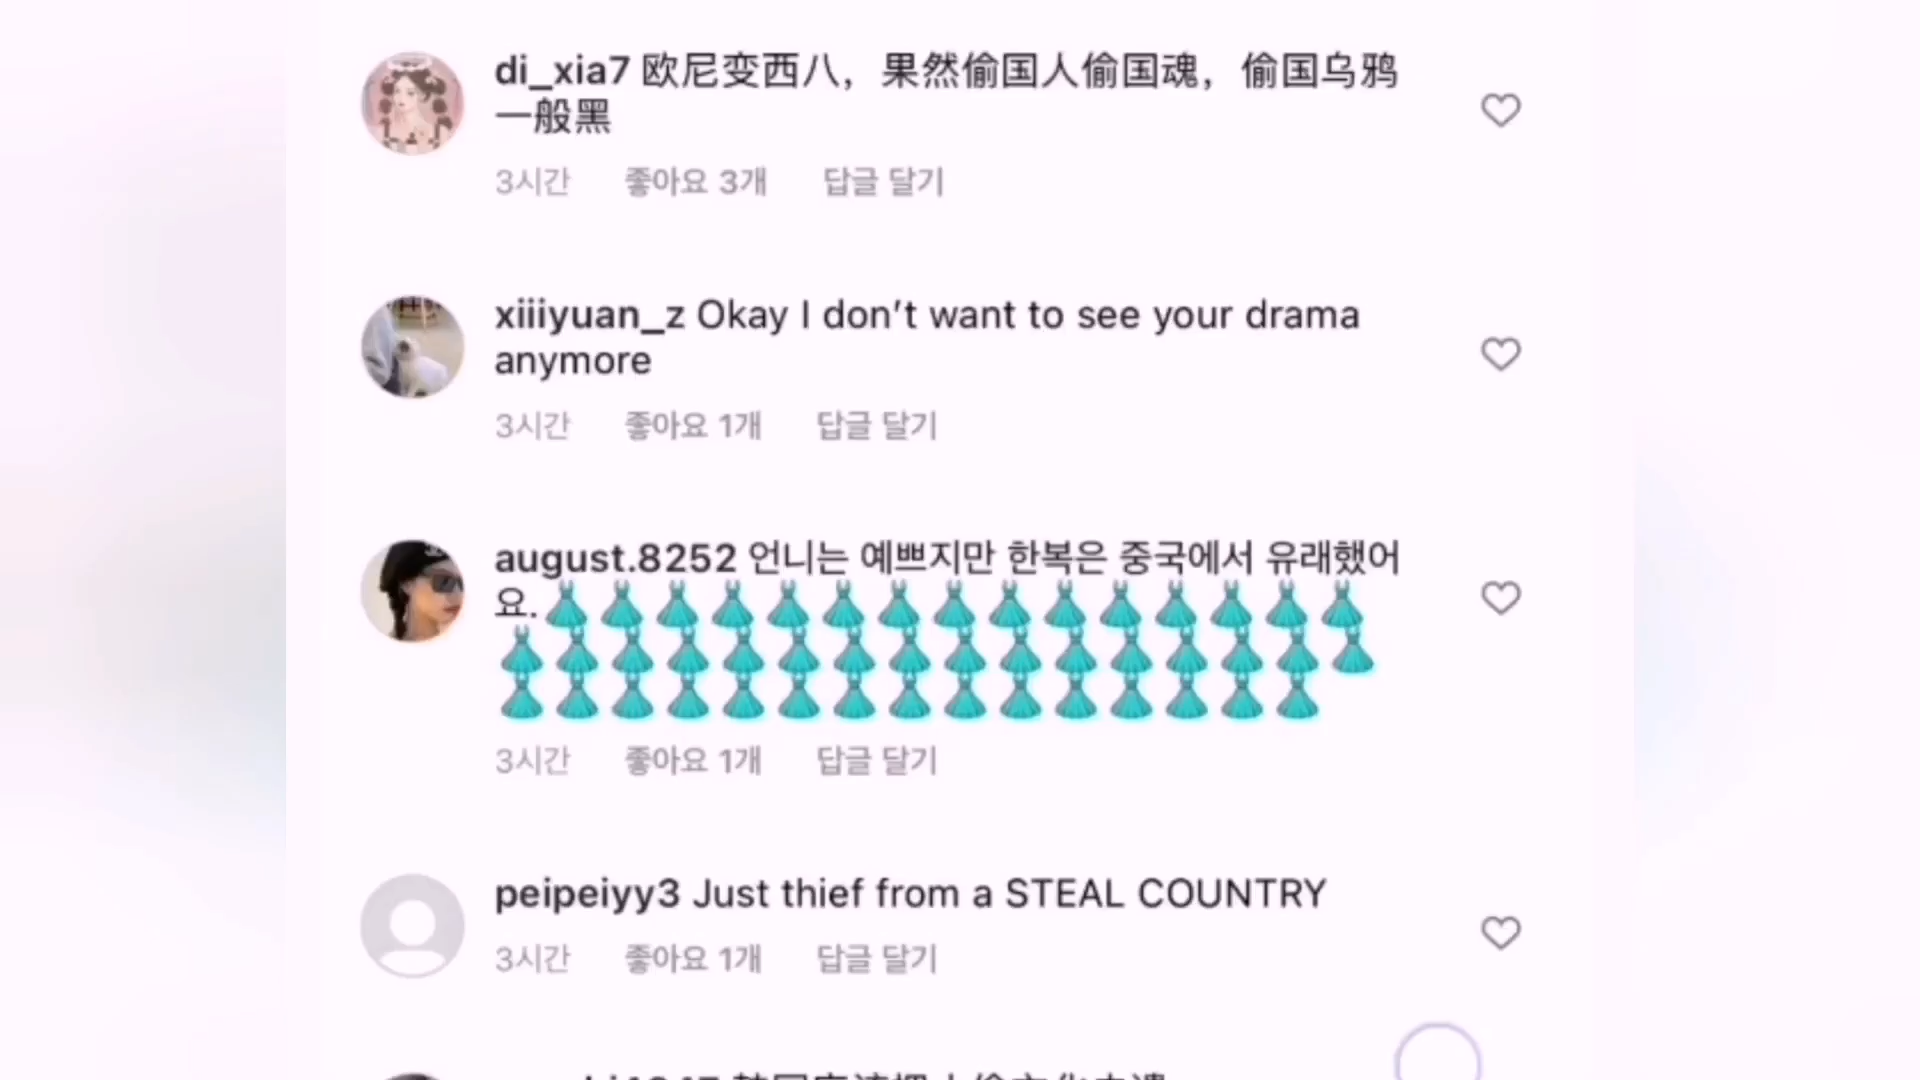 di_xia7 欧尼变西八，果然偷国人偷国魂，偷国乌鸦
一般黑
3시간 좋아요 3개 답글 달기
xiiiyuan_z Okay I don’t want to see your drama
anymore
3시간 좋아요 1개 답글 달기
august.8252 언니는 예쁘지만 한복은 중국에서 유래했어
요.👗👗👗👗👗👗👗👗👗👗👗👗👗👗👗
👗👗👗👗👗👗👗👗👗👗👗👗👗👗👗👗
👗👗👗👗👗👗👗👗👗👗👗👗👗👗👗
3시간 좋아요 1개 답글 달기
peipeiyy3 Just thief from a STEAL COUNTRY
3시간 좋아요 1개 답글 달기